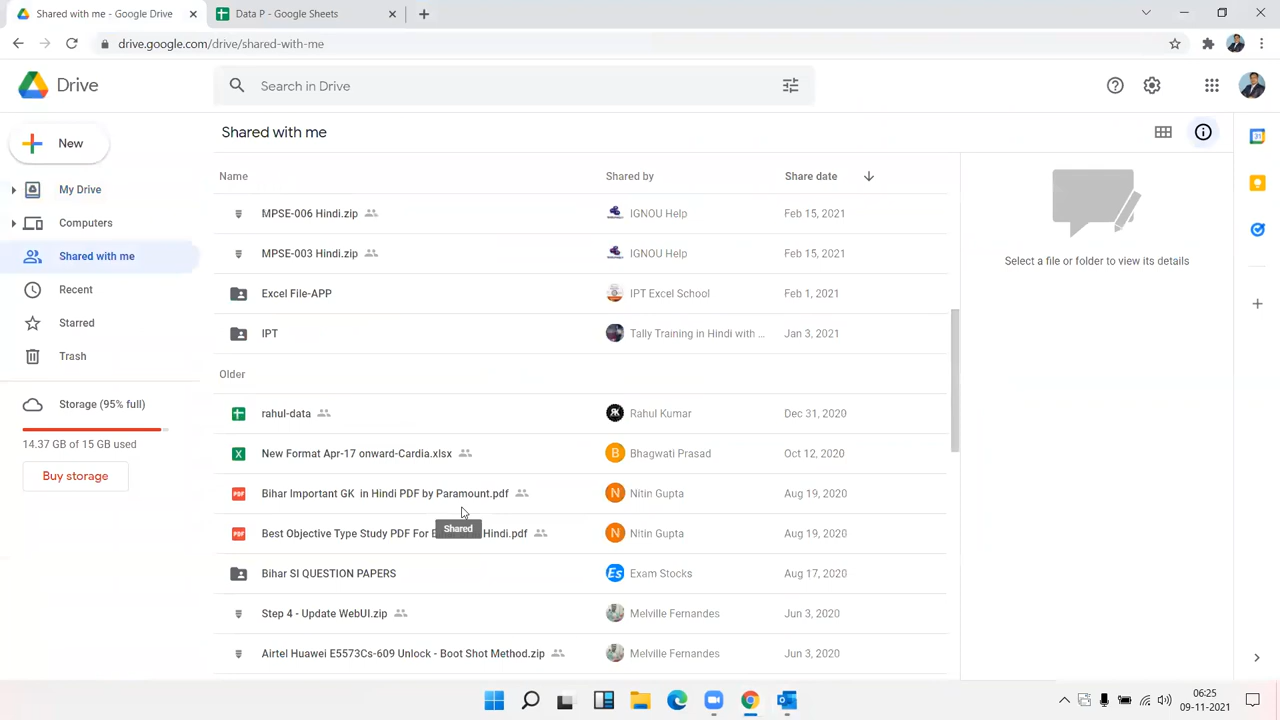 Shared with me - Google Drive
Data P - Google Sheets
drive.google.com/drive/shared-with-me
Drive
Search in Drive
New
My Drive
Computers
Shared with me
Recent
Starred
Trash
Storage (95% full)
14.37 GB of 15 GB used
Buy storage
Shared with me
Name Shared by Share date
MPSE-006 Hindi.zip IGNOU Help Feb 15, 2021
MPSE-003 Hindi.zip IGNOU Help Feb 15, 2021
Excel File-APP IPT Excel School Feb 1, 2021
IPT Tally Training in Hindi with ... Jan 3, 2021
Older
rahul-data RK Rahul Kumar Dec 31, 2020
X New Format Apr-17 onward-Cardia.xlsx B Bhagwati Prasad Oct 12, 2020
PDF Bihar Important GK in Hindi PDF by Paramount.pdf N Nitin Gupta Aug 19, 2020
Shared
PDF Best Objective Type Study PDF For Hindi.pdf N Nitin Gupta Aug 19, 2020
Bihar SI QUESTION PAPERS Es Exam Stocks Aug 17, 2020
Step 4 - Update WebUI.zip Melville Fernandes Jun 3, 2020
Airtel Huawei E5573Cs-609 Unlock - Boot Shot Method.zip Melville Fernandes Jun 3, 2020
Select a file or folder to view its details
31
06:25
09-11-2021